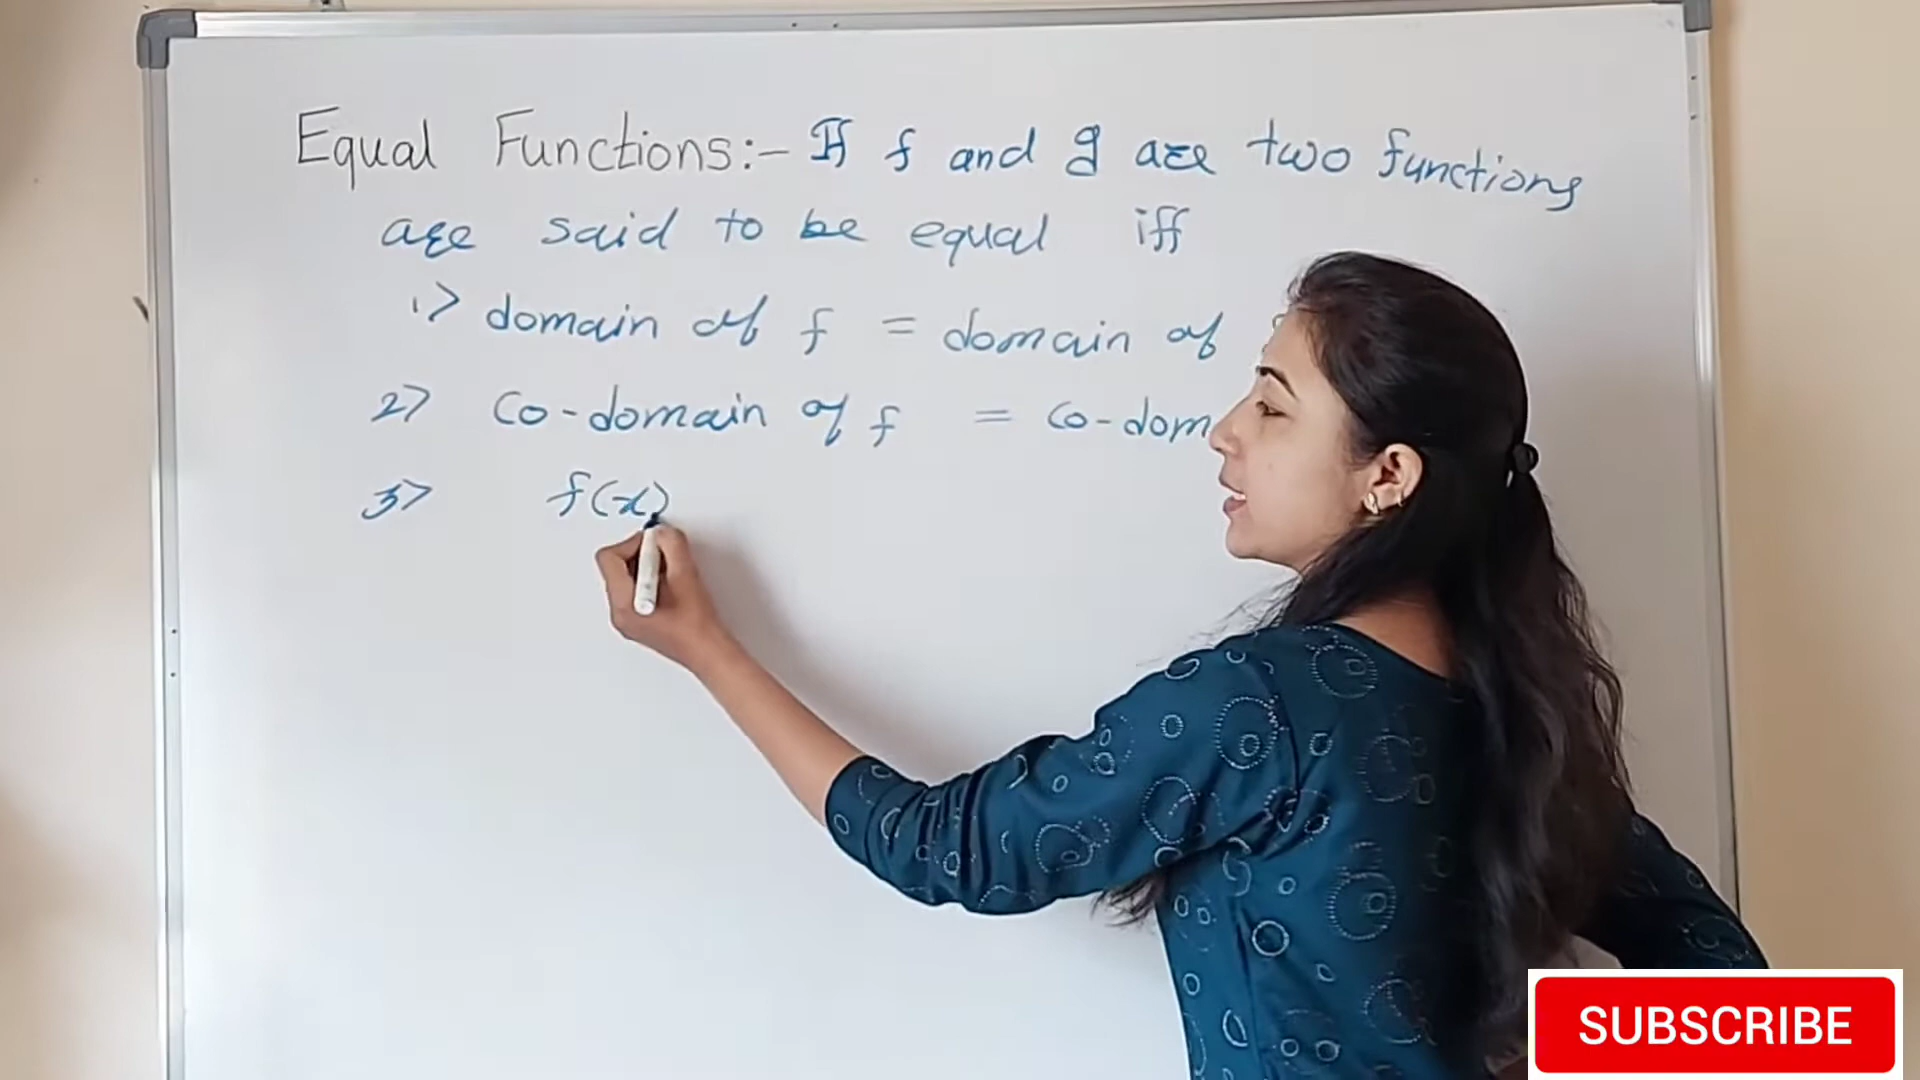 Equal Functions:- If f and g are two functions
are said to be equal iff
1> domain of f = domain of
2> Co-domain of f = Co-dom
3> f(x)
SUBSCRIBE